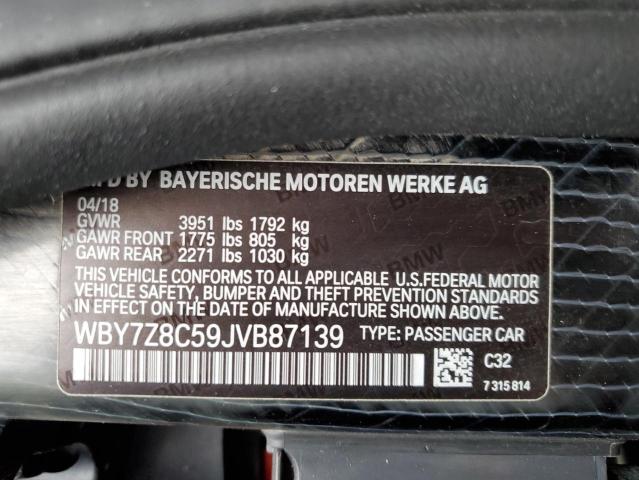 MFD BY BAYERISCHE MOTOREN WERKE AG
04/18
GVWR 3951 lbs 1792 kg
GAWR FRONT 1775 lbs 805 kg
GAWR REAR 2271 lbs 1030 kg
THIS VEHICLE CONFORMS TO ALL APPLICABLE U.S.FEDERAL MOTOR
VEHICLE SAFETY, BUMPER AND THEFT PREVENTION STANDARDS
IN EFFECT ON THE DATE OF MANUFACTURE SHOWN ABOVE.
WBY7Z8C59JVB87139 TYPE: PASSENGER CAR
C32
7 315 814